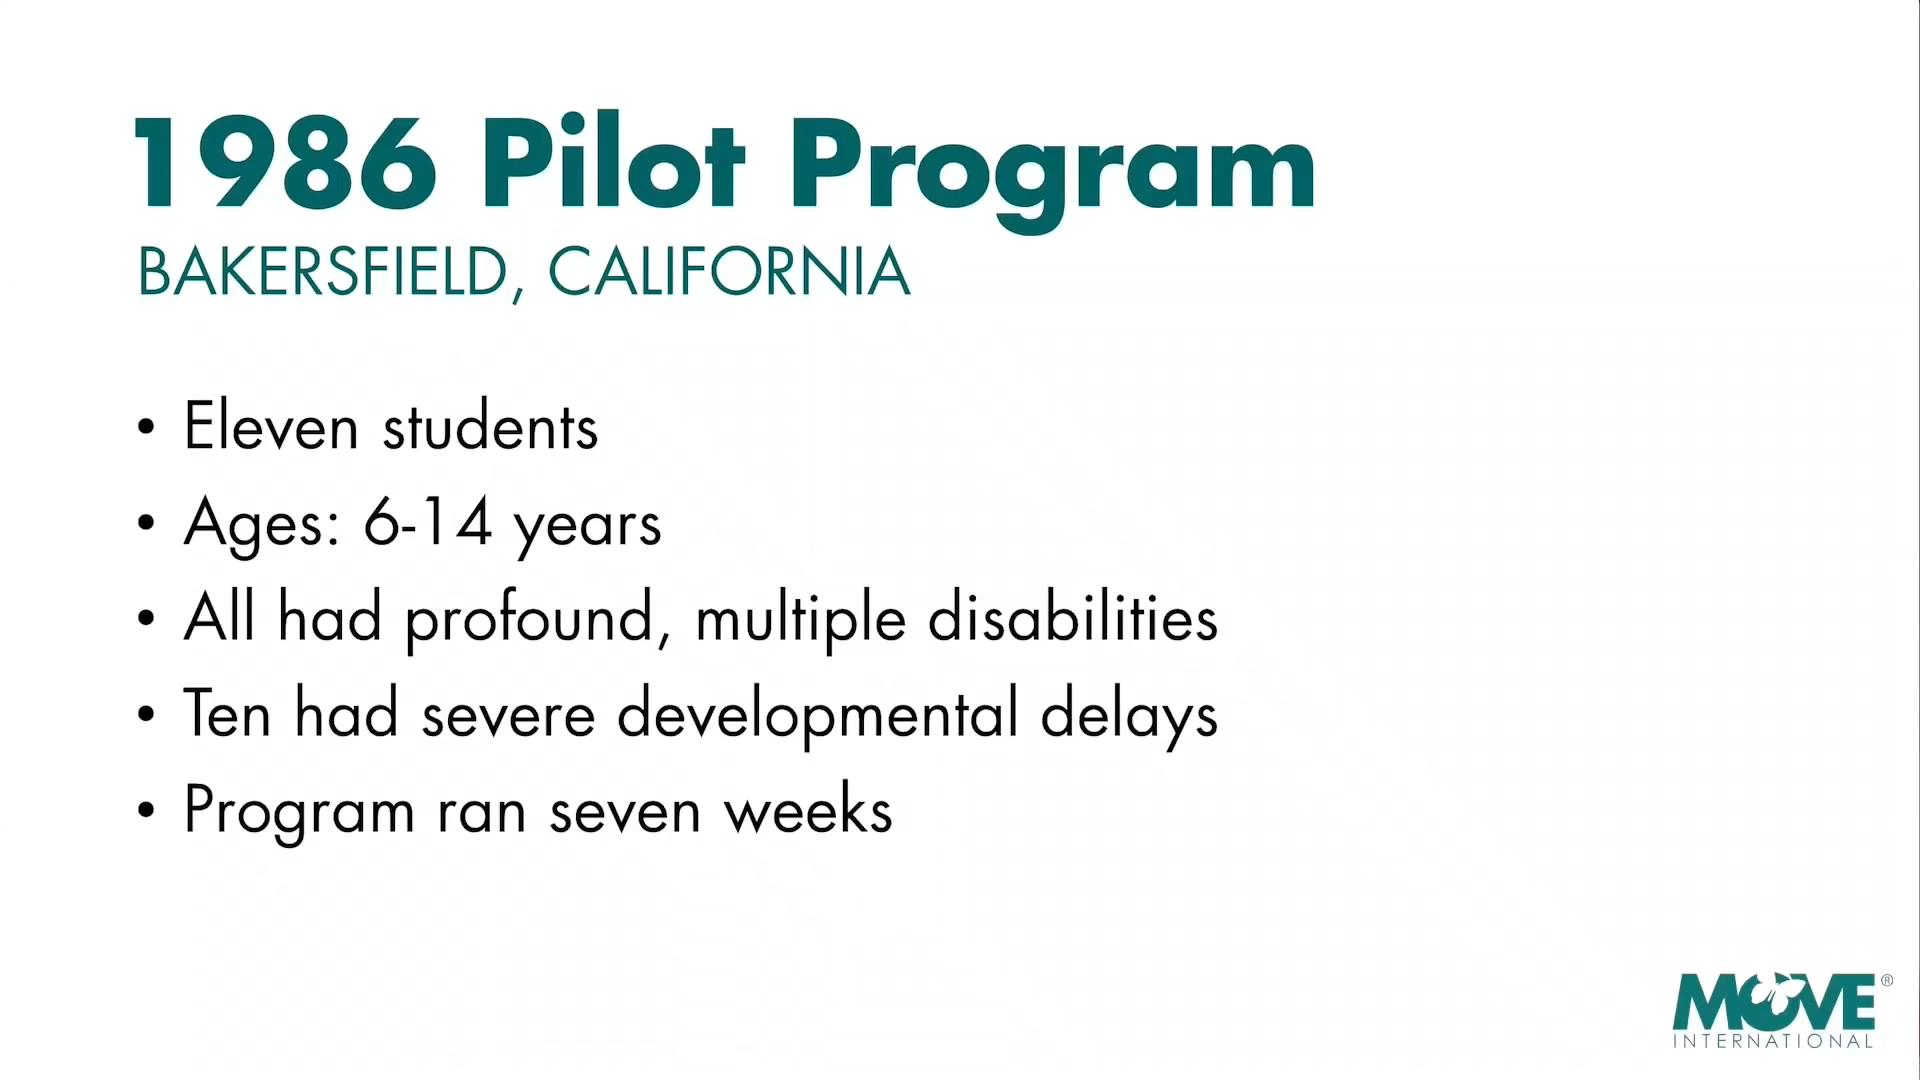 1986 Pilot Program
BAKERSFIELD, CALIFORNIA
• Eleven students
• Ages: 6-14 years
• All had profound, multiple disabilities
• Ten had severe developmental delays
• Program ran seven weeks
MOVE®
INTERNATIONAL